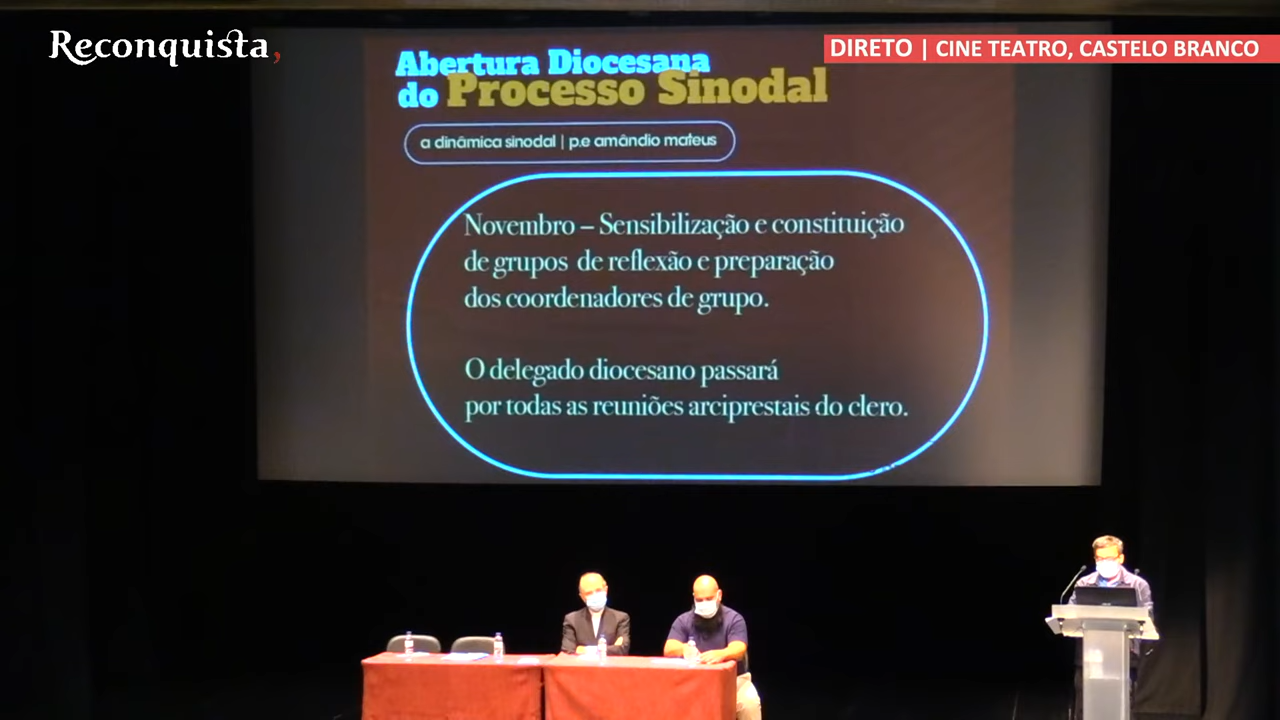 Reconquista,
DIRETO | CINE TEATRO, CASTELO BRANCO
Abertura Diocesana
do Processo Sinodal
a dinâmica sinodal | p.e amândio mateus
Novembro – Sensibilização e constituição
de grupos de reflexão e preparação
dos coordenadores de grupo.
O delegado diocesano passará
por todas as reuniões arciprestais do clero.